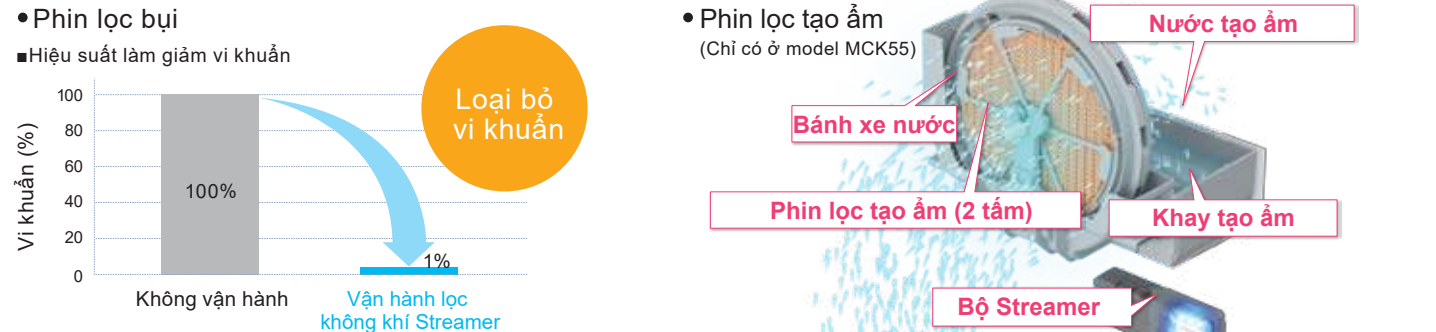 •Phin lọc bụi
■Hiệu suất làm giảm vi khuẩn
Loại bỏ
vi khuẩn
Vi khuẩn (%)
100
80
60
40
20
0
100%
1%
Không vận hành
Vận hành lọc
không khí Streamer
• Phin lọc tạo ẩm
(Chỉ có ở model MCK55)
Nước tạo ẩm
Bánh xe nước
Phin lọc tạo ẩm (2 tấm)
Khay tạo ẩm
Bộ Streamer